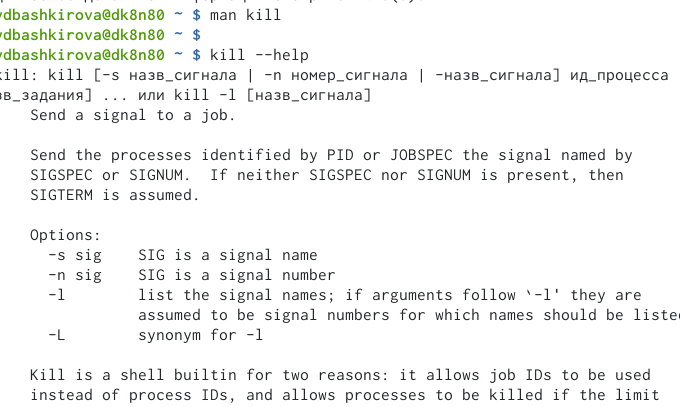 ydbashkirova@dk8n80 ~ $ man kill
ydbashkirova@dk8n80 ~ $
ydbashkirova@dk8n80 ~ $ kill --help
kill: kill [-s назв_сигнала | -n номер_сигнала | -назв_сигнала] ид_процесса
зв_задания] ... или kill -l [назв_сигнала]
Send a signal to a job.
Send the processes identified by PID or JOBSPEC the signal named by
SIGSPEC or SIGNUM.  If neither SIGSPEC nor SIGNUM is present, then
SIGTERM is assumed.
Options:
-s sig    SIG is a signal name
-n sig    SIG is a signal number
-l        list the signal names; if arguments follow `-l' they are
assumed to be signal numbers for which names should be listed
-L        synonym for -l
Kill is a shell builtin for two reasons: it allows job IDs to be used
instead of process IDs, and allows processes to be killed if the limit